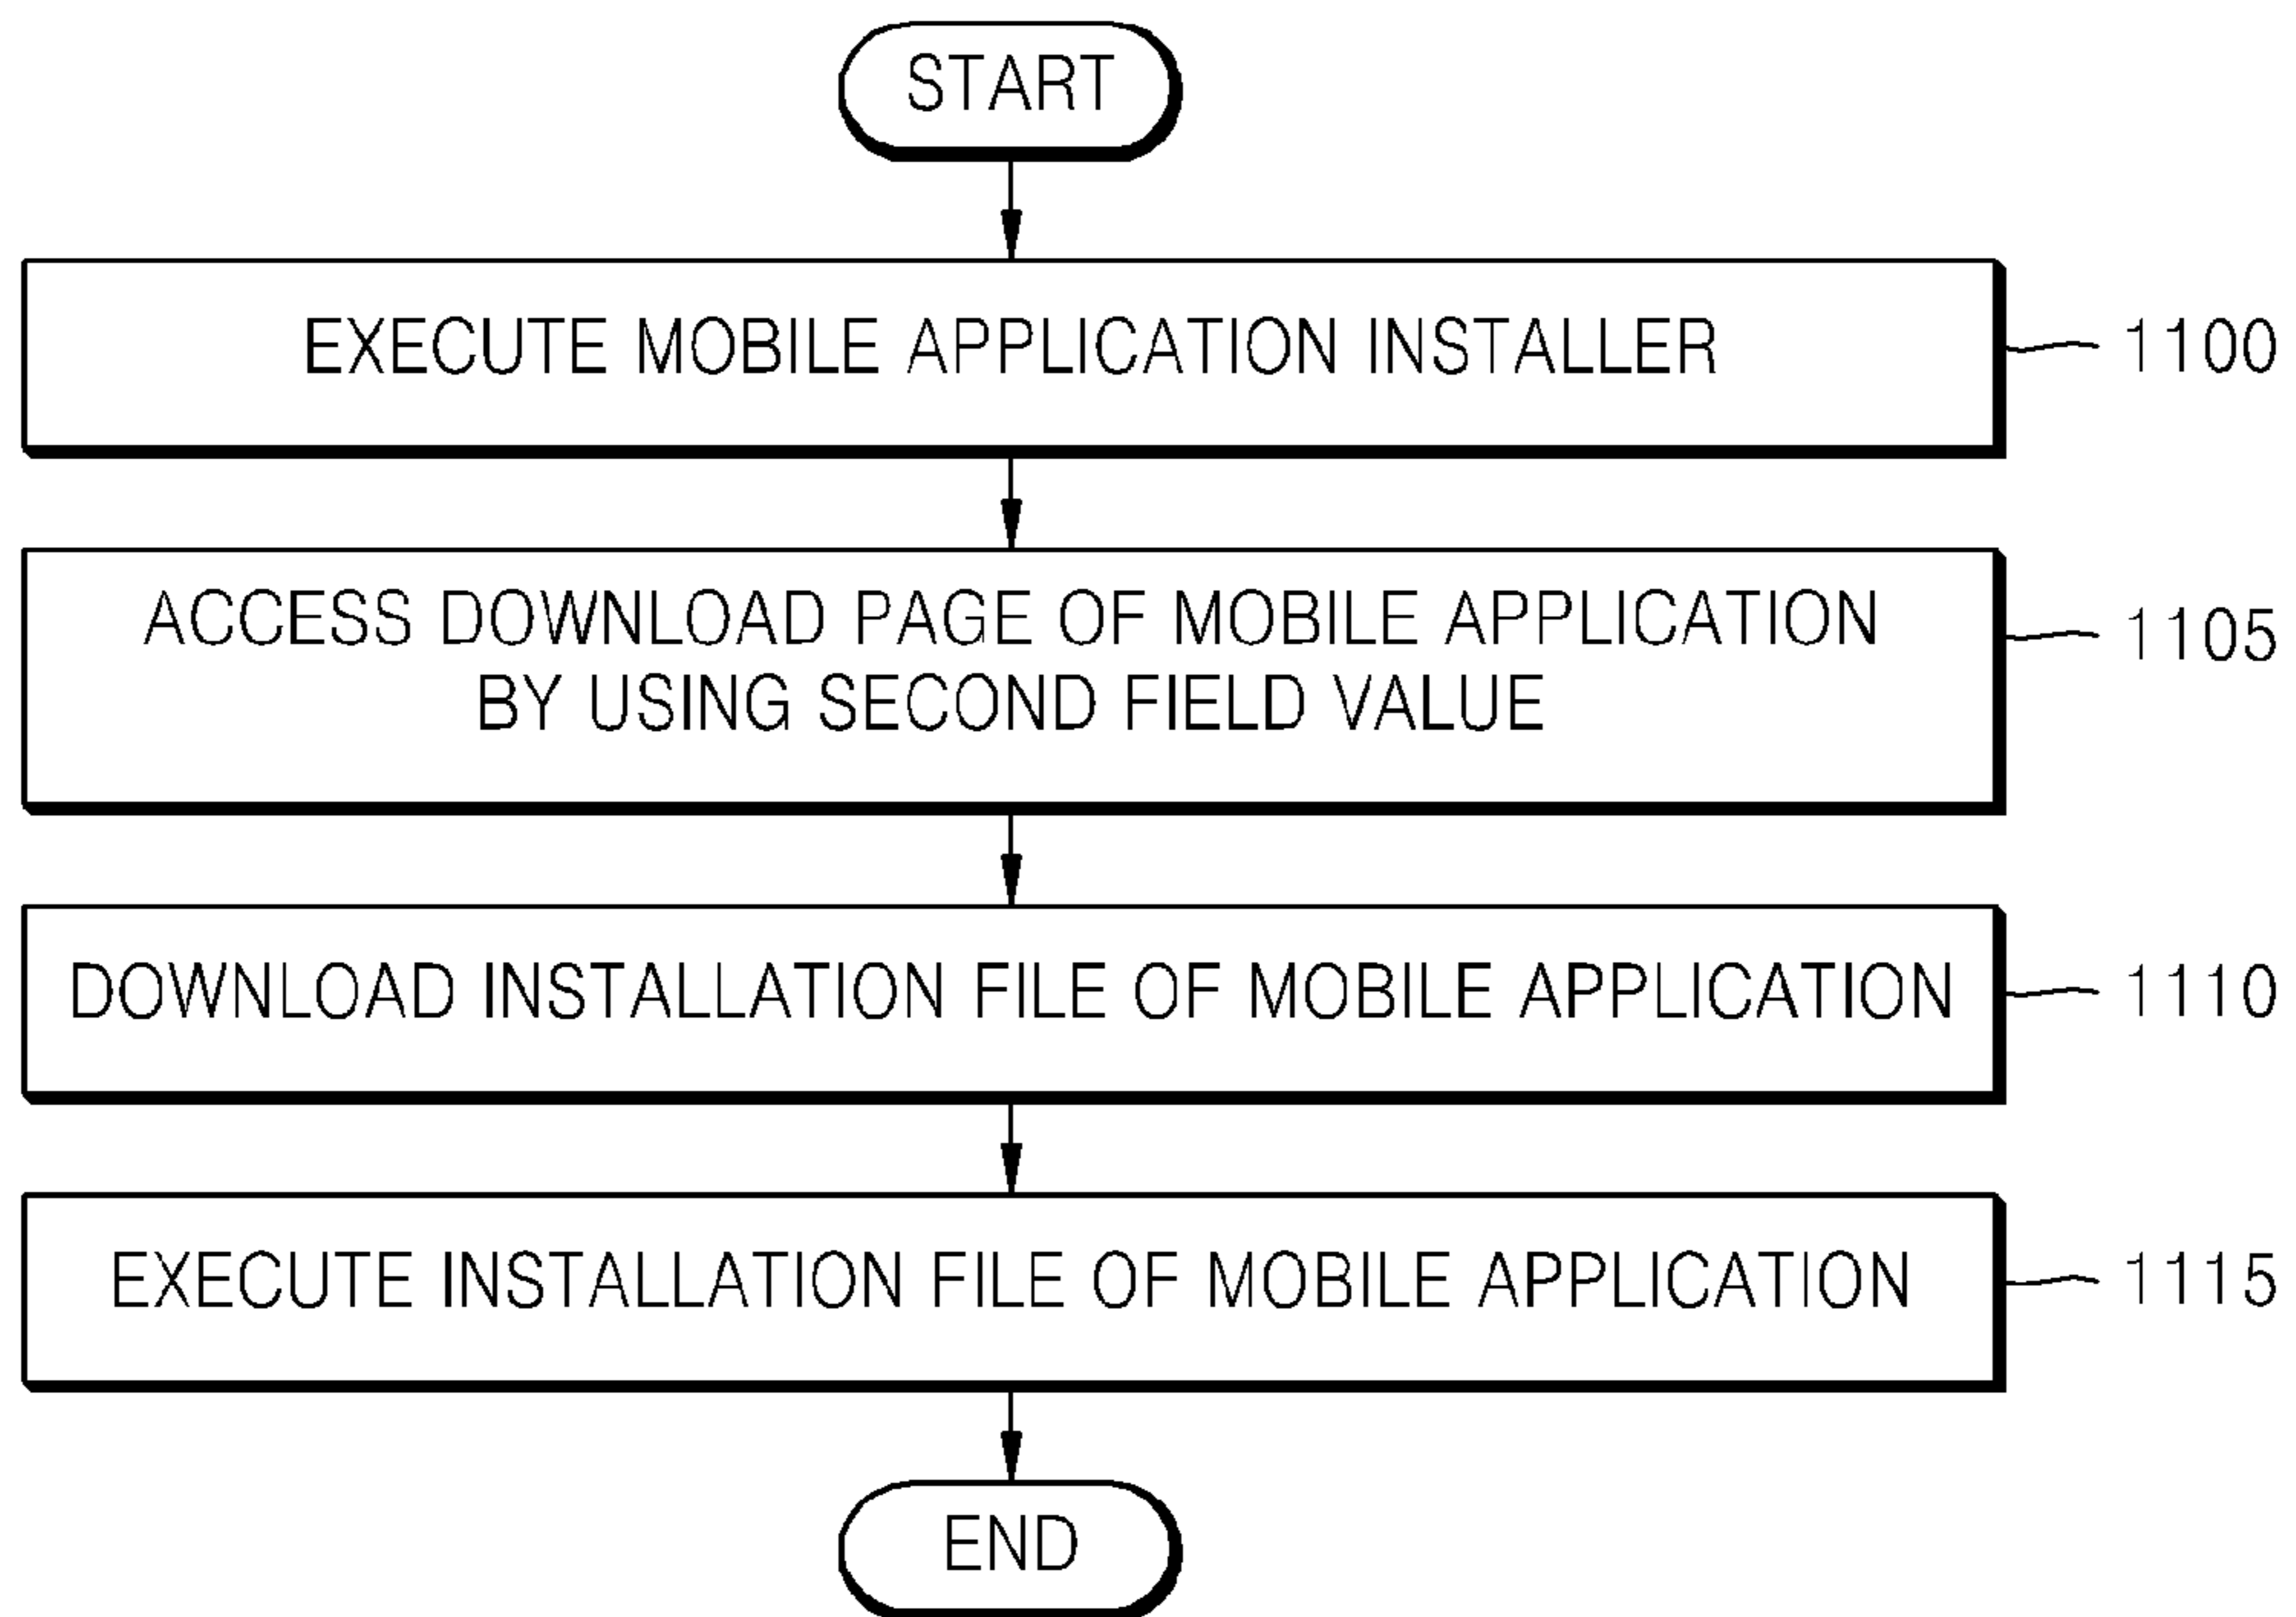 START
EXECUTE MOBILE APPLICATION INSTALLER
1100
ACCESS DOWNLOAD PAGE OF MOBILE APPLICATION
BY USING SECOND FIELD VALUE
1105
DOWNLOAD INSTALLATION FILE OF MOBILE APPLICATION
1110
EXECUTE INSTALLATION FILE OF MOBILE APPLICATION
1115
END